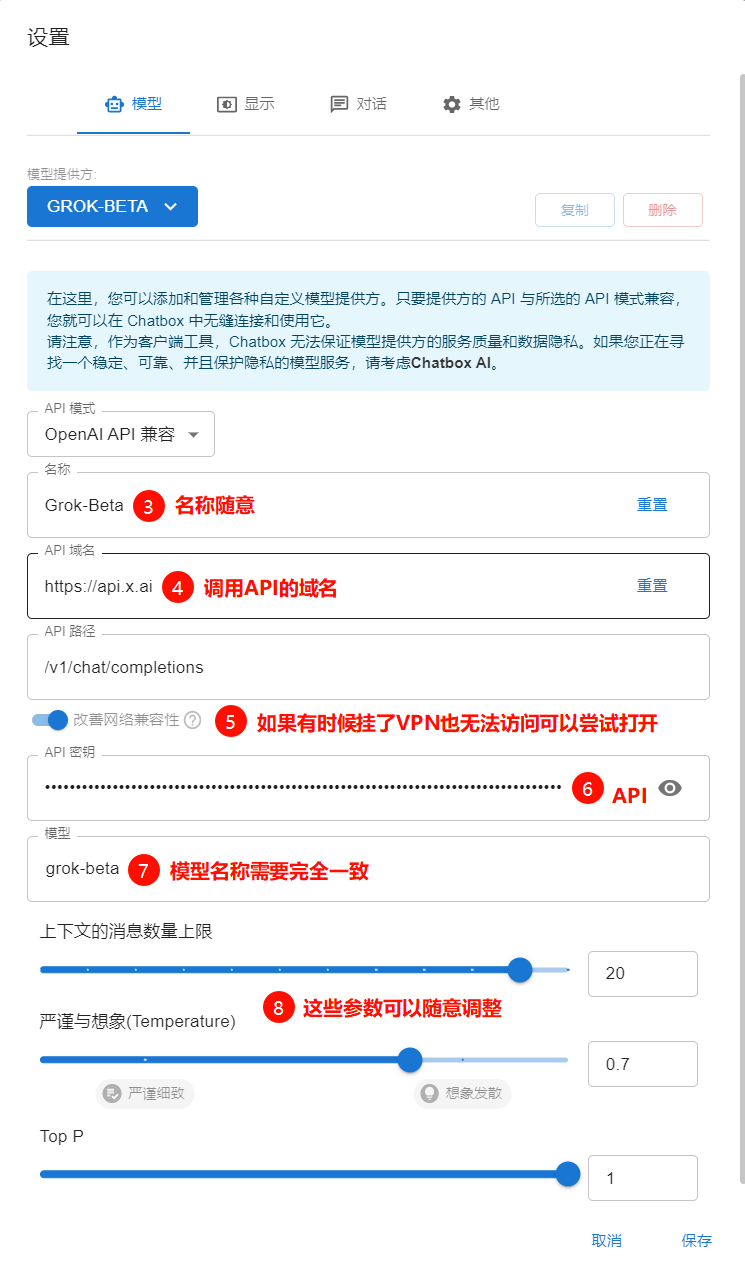 设置
模型 显示 对话 其他
模型提供方:
GROK-BETA 复制 删除
在这里，您可以添加和管理各种自定义模型提供方。只要提供方的 API 与所选的 API 模式兼容，
您就可以在 Chatbox 中无缝连接和使用它。
请注意，作为客户端工具，Chatbox 无法保证模型提供方的服务质量和数据隐私。如果您正在寻
找一个稳定、可靠、并且保护隐私的模型服务，请考虑Chatbox AI。
API 模式
OpenAI API 兼容
名称
Grok-Beta 3 名称随意 重置
API 域名
https://api.x.ai 4 调用API的域名 重置
API 路径
/v1/chat/completions
改善网络兼容性 ? 5 如果有时候挂了VPN也无法访问可以尝试打开
API 密钥
6 API
模型
grok-beta 7 模型名称需要完全一致
上下文的消息数量上限
20
8 这些参数可以随意调整
严谨与想象(Temperature)
0.7
严谨细致 想象发散
Top P
1
取消 保存